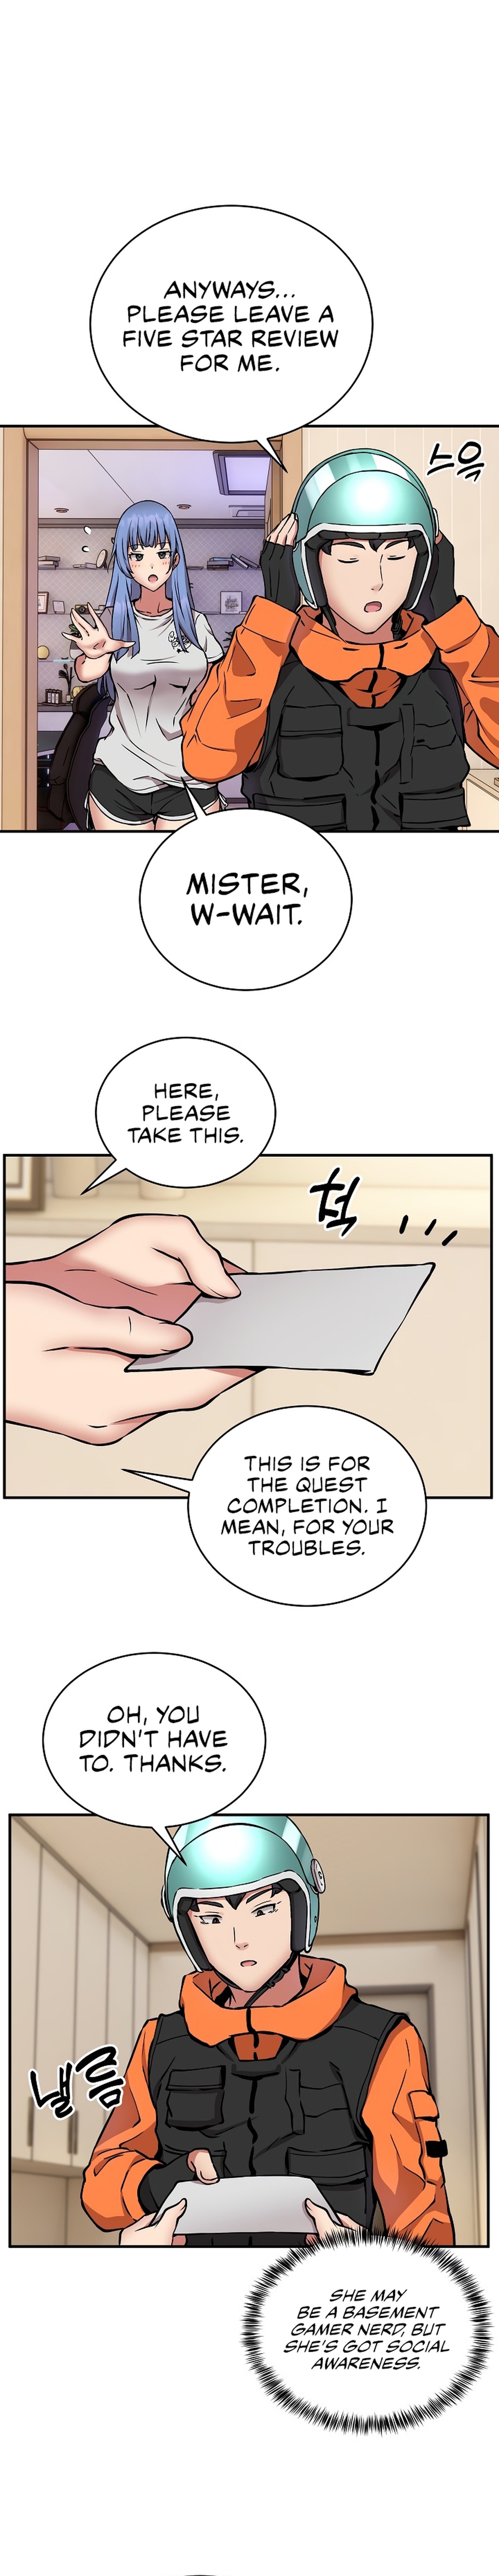 ANYWAYS...
PLEASE LEAVE A
FIVE STAR REVIEW
FOR ME.
스윽
MISTER,
W-WAIT.
HERE,
PLEASE
TAKE THIS.
척
THIS IS FOR
THE QUEST
COMPLETION. I
MEAN, FOR YOUR
TROUBLES.
OH, YOU
DIDN'T HAVE
TO. THANKS.
낼름
SHE MAY
BE A BASEMENT
GAMER NERD, BUT
SHE'S GOT SOCIAL
AWARENESS.